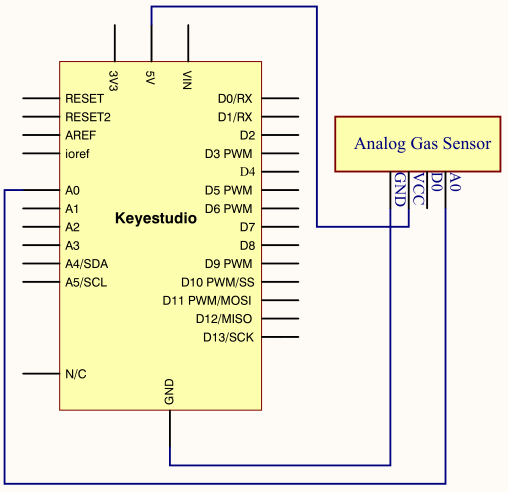 3V3
5V
VIN
RESET
RESET2
AREF
ioref
A0
A1
A2
A3
A4/SDA
A5/SCL
N/C
Keyestudio
D0/RX
D1/RX
D2
D3 PWM
D4
D5 PWM
D6 PWM
D7
D8
D9 PWM
D10 PWM/SS
D11 PWM/MOSI
D12/MISO
D13/SCK
GND
Analog Gas Sensor
GND
VCC
D0
A0